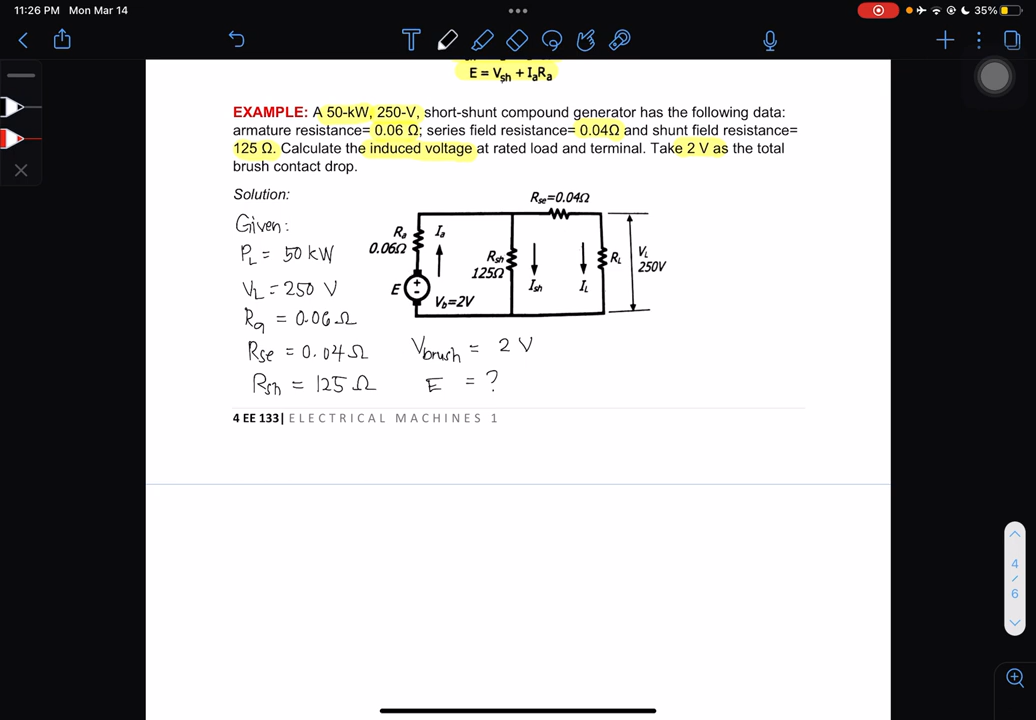 11:26 PM Mon Mar 14
35%
E = Vsh + IaRa
EXAMPLE: A 50-kW, 250-V, short-shunt compound generator has the following data:
armature resistance= 0.06 Ω; series field resistance= 0.04Ω and shunt field resistance=
125 Ω. Calculate the induced voltage at rated load and terminal. Take 2 V as the total
brush contact drop.
Solution:
Given:
PL = 50 kW
VL = 250 V
Ra = 0.06 Ω
Rse = 0.04 Ω
Rsh = 125 Ω
Vbrush = 2 V
E = ?
Rse=0.04Ω
Ra
0.06Ω
Ia
Rsh
125Ω
Ish
IL
RL
VL
250V
E
Vb=2V
4 EE 133| ELECTRICAL MACHINES 1
4
/
6